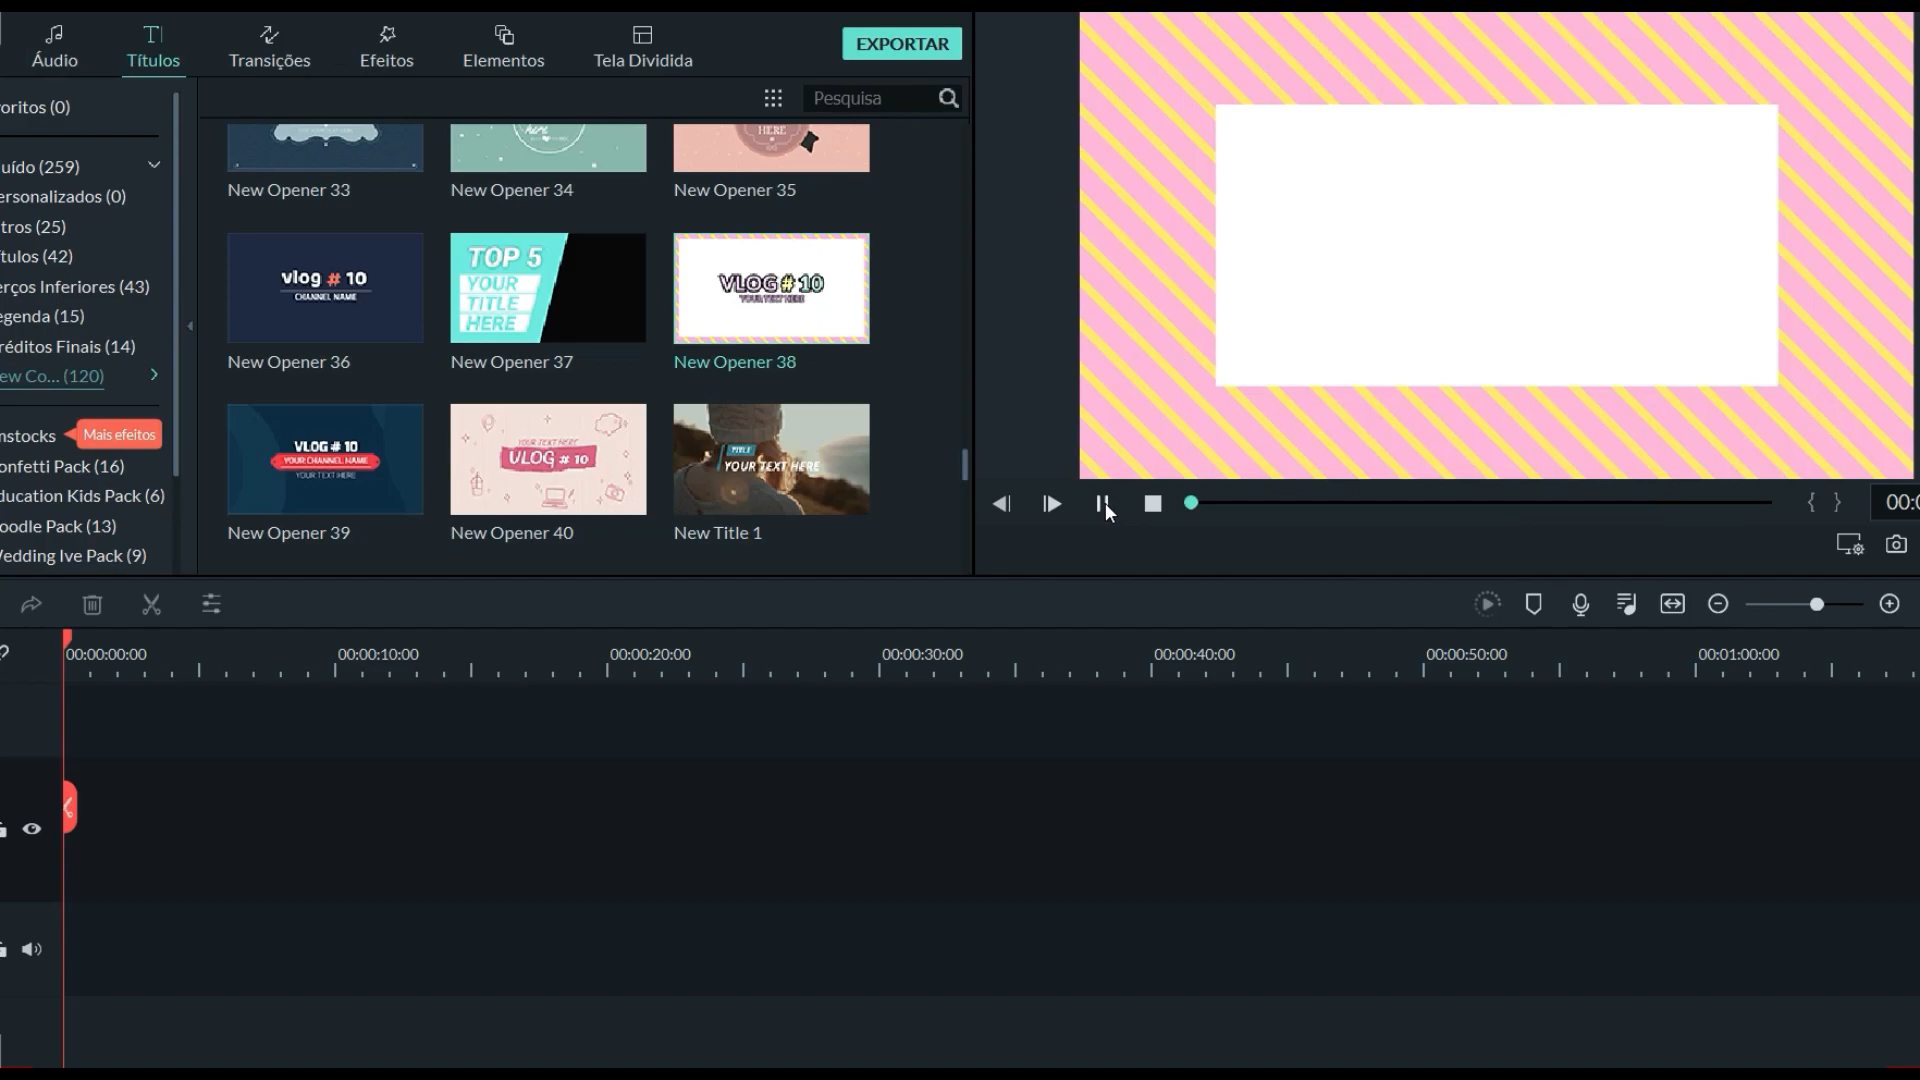 Áudio
Títulos
Transições
Efeitos
Elementos
Tela Dividida
EXPORTAR
oritos (0)
Pesquisa
uído (259)
ersonalizados (0)
tros (25)
tulos (42)
erços Inferiores (43)
egenda (15)
réditos Finais (14)
ew Co... (120)
nstocks
Mais efeitos
onfetti Pack (16)
ducation Kids Pack (6)
oodle Pack (13)
Wedding Ive Pack (9)
here
HERE
New Opener 33
New Opener 34
New Opener 35
vlog # 10
CHANNEL NAME
TOP 5
YOUR
TITLE
HERE
VLOG # 10
YOUR TEXT HERE
New Opener 36
New Opener 37
New Opener 38
VLOG # 10
YOUR CHANNEL NAME
YOUR TEXT HERE
YOUR TEXT HERE
VLOG # 10
TITLE
YOUR TEXT HERE
New Opener 39
New Opener 40
New Title 1
{ }
00:0
00:00:00:00
00:00:10:00
00:00:20:00
00:00:30:00
00:00:40:00
00:00:50:00
00:01:00:00